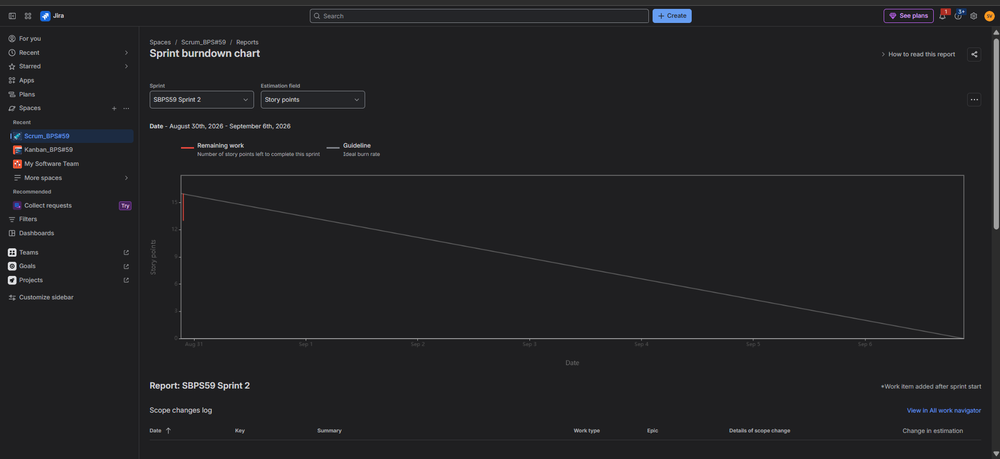 Jira
Search
Create
See plans
1
3+
SV
For you
Recent
Starred
Apps
Plans
Spaces
Recent
Scrum_BPS#59
Kanban_BPS#59
My Software Team
More spaces
Recommended
Collect requests
Try
Filters
Dashboards
Teams
Goals
Projects
Customize sidebar
Spaces / Scrum_BPS#59 / Reports
Sprint burndown chart
How to read this report
Sprint
SBPS59 Sprint 2
Estimation field
Story points
Date - August 30th, 2026 - September 6th, 2026
Remaining work
Number of story points left to complete this sprint
Guideline
Ideal burn rate
Story points
15
12
9
6
3
0
Aug 31
Sep 1
Sep 2
Sep 3
Sep 4
Sep 5
Sep 6
Date
Report: SBPS59 Sprint 2
*Work item added after sprint start
Scope changes log
View in All work navigator
Date
Key
Summary
Work type
Epic
Details of scope change
Change in estimation